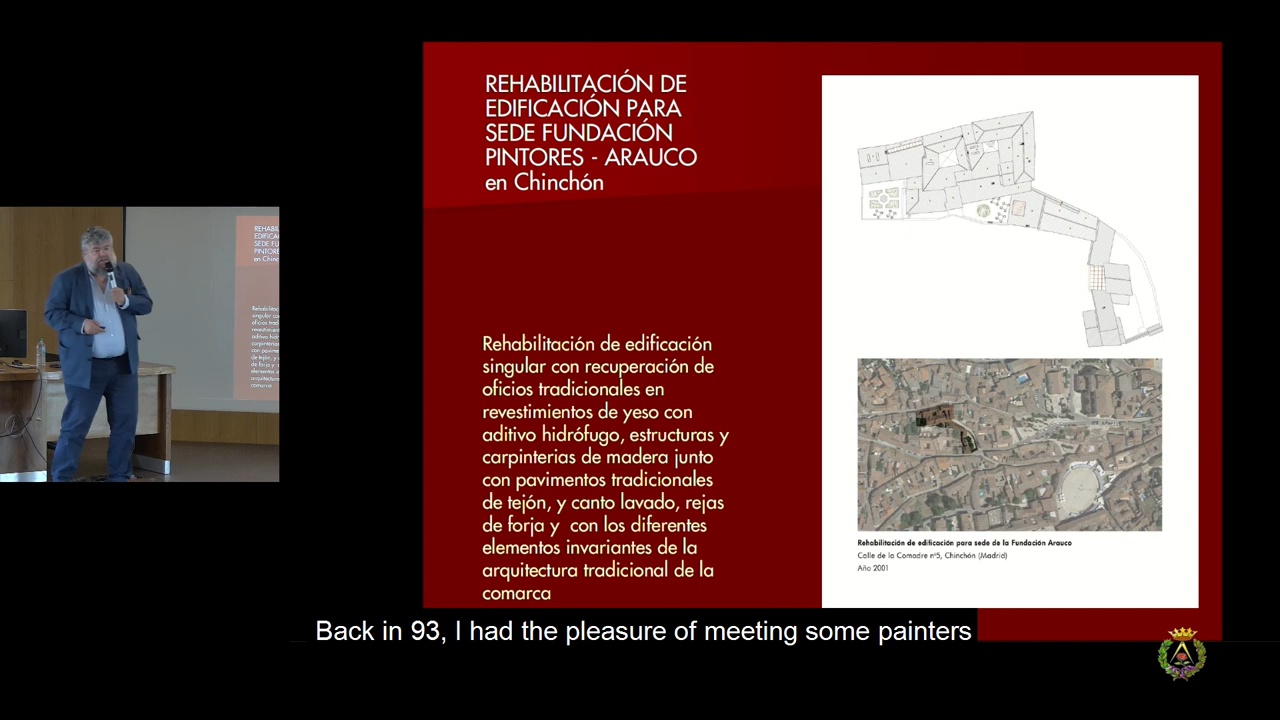 REHABILITACIÓN DE
EDIFICACIÓN PARA
SEDE FUNDACIÓN
PINTORES - ARAUCO
en Chinchón
Rehabilitación de edificación
singular con recuperación de
oficios tradicionales en
revestimientos de yeso con
aditivo hidrófugo, estructuras y
carpinterias de madera junto
con pavimentos tradicionales
de tejón, y canto lavado, rejas
de forja y  con los diferentes
elementos invariantes de la
arquitectura tradicional de la
comarca
Rehabilitación de edificación para sede de la Fundación Arauco
Calle de la Comadre nº5, Chinchón (Madrid)
Año 2001
Back in 93, I had the pleasure of meeting some painters